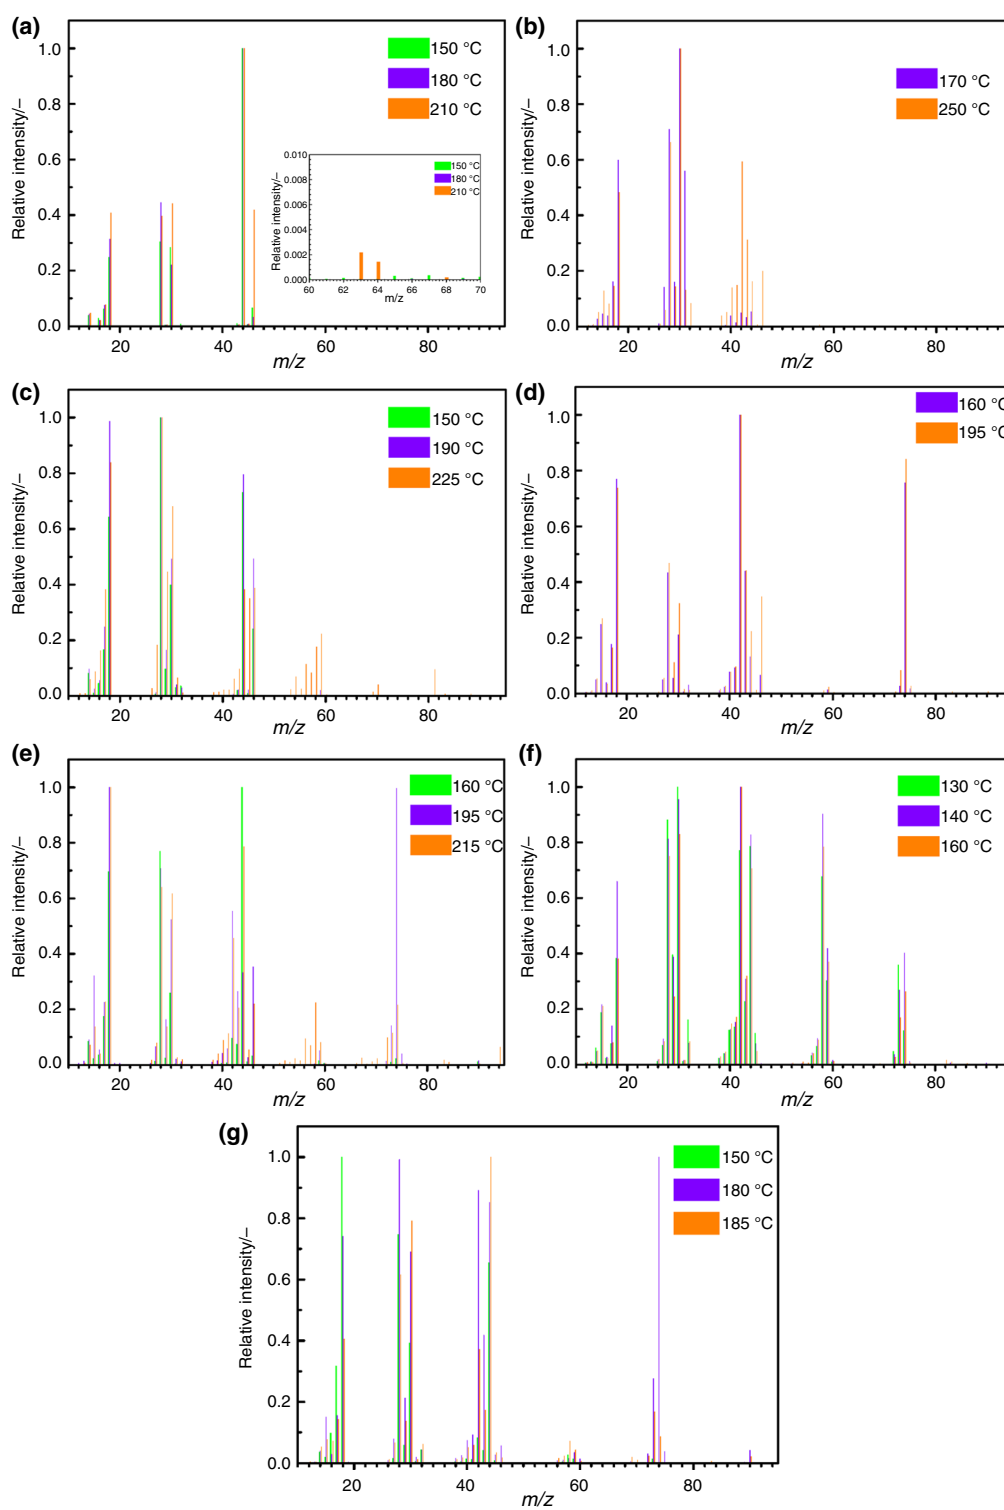 (a)
1.0
0.8
0.6
0.4
0.2
0.0
Relative intensity/–
150 °C
180 °C
210 °C
0.010
0.008
0.006
0.004
0.002
0.000
Relative intensity/–
150 °C
180 °C
210 °C
60 62 64 66 68 70
m/z
20 40 60 80
m/z
(b)
1.0
0.8
0.6
0.4
0.2
0.0
Relative intensity/–
170 °C
250 °C
20 40 60 80
m/z
(c)
1.0
0.8
0.6
0.4
0.2
0.0
Relative intensity/–
150 °C
190 °C
225 °C
20 40 60 80
m/z
(d)
1.0
0.8
0.6
0.4
0.2
0.0
Relative intensity/–
160 °C
195 °C
20 40 60 80
m/z
(e)
1.0
0.8
0.6
0.4
0.2
0.0
Relative intensity/–
160 °C
195 °C
215 °C
20 40 60 80
m/z
(f)
1.0
0.8
0.6
0.4
0.2
0.0
Relative intensity/–
130 °C
140 °C
160 °C
20 40 60 80
m/z
(g)
1.0
0.8
0.6
0.4
0.2
0.0
Relative intensity/–
150 °C
180 °C
185 °C
20 40 60 80
m/z